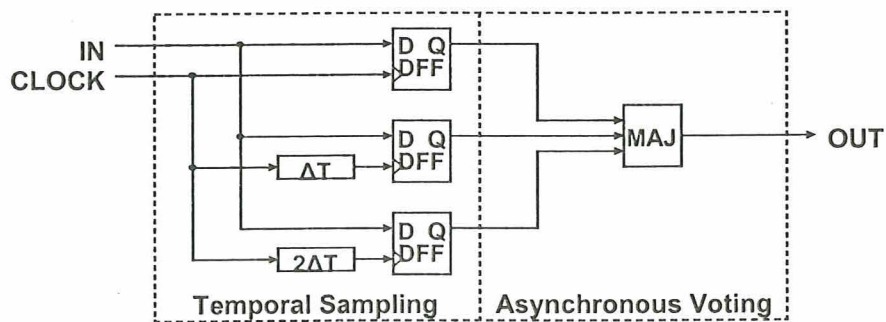 IN
CLOCK
D Q
DFF
D Q
DFF
ΔT
D Q
DFF
2ΔT
MAJ
OUT
Temporal Sampling
Asynchronous Voting